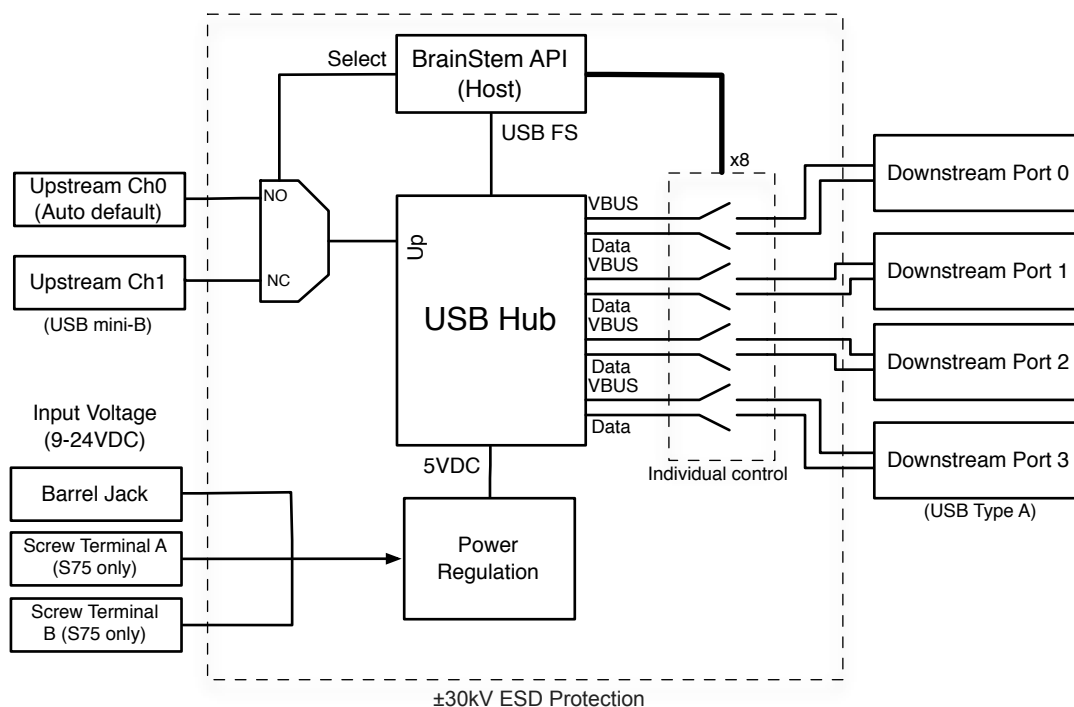 Select
BrainStem API
(Host)
USB FS
x8
Upstream Ch0
(Auto default)
NO
Upstream Ch1
NC
(USB mini-B)
Up
USB Hub
VBUS
Data
VBUS
Data
VBUS
Data
VBUS
Data
Individual control
Downstream Port 0
Downstream Port 1
Downstream Port 2
Downstream Port 3
(USB Type A)
Input Voltage
(9-24VDC)
5VDC
Barrel Jack
Screw Terminal A
(S75 only)
Screw Terminal
B (S75 only)
Power
Regulation
±30kV ESD Protection